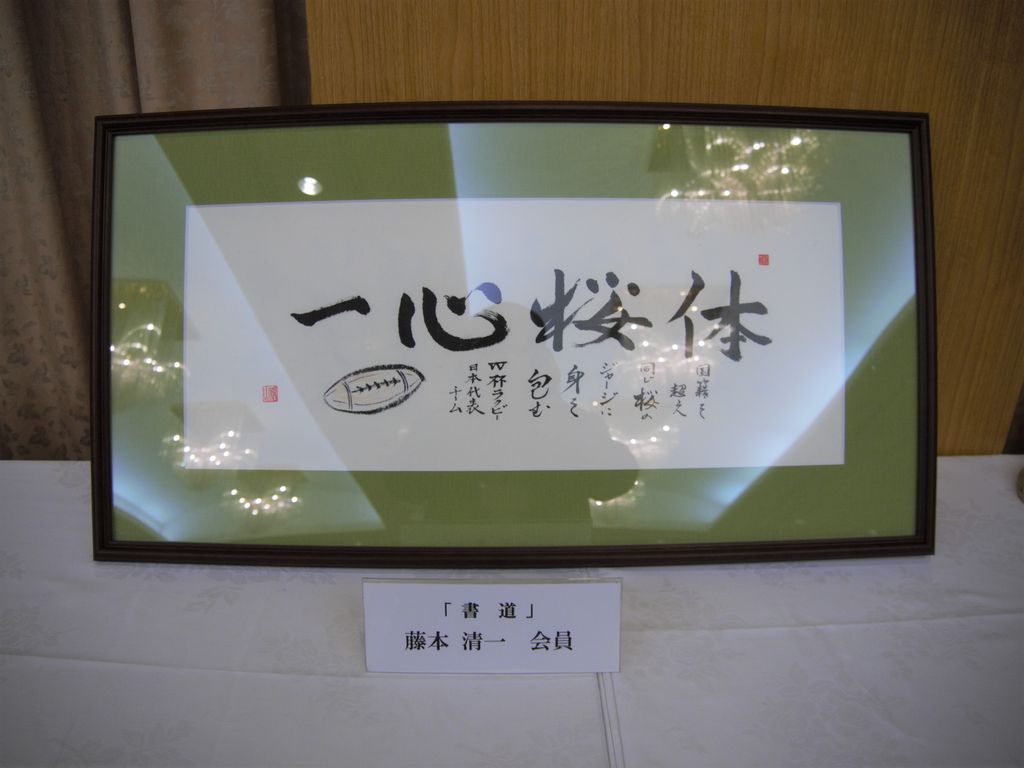 体桜心一
国籍を
超え
同じ桜の
ジャージに
身を
包む
W杯ラグビー
日本代表
チーム
「書 道」
藤本 清一 会員